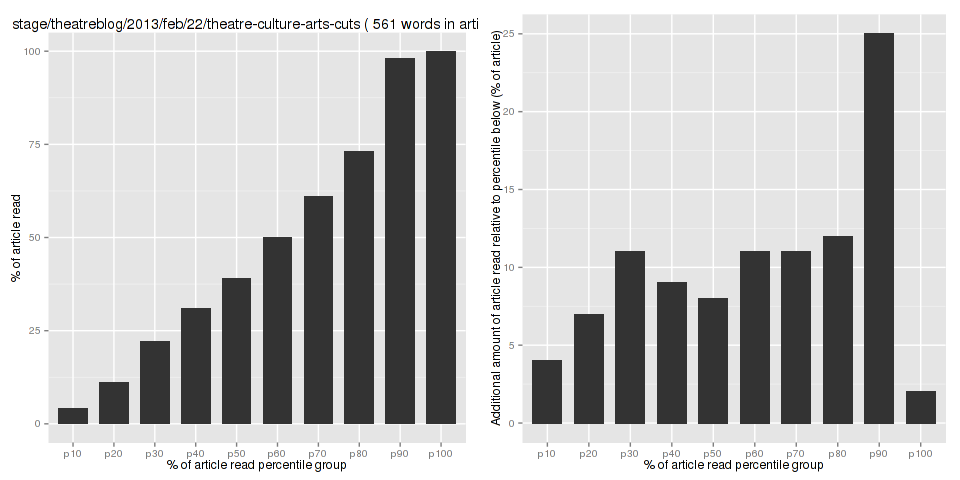 stage/theatreblog/2013/feb/22/theatre-culture-arts-cuts ( 561 words in arti
% of article read
100
75
50
25
0
p10 p20 p30 p40 p50 p60 p70 p80 p90 p100
% of article read percentile group
Additional amount of article read relative to percentile below (% of article)
25
20
15
10
5
0
p10 p20 p30 p40 p50 p60 p70 p80 p90 p100
% of article read percentile group